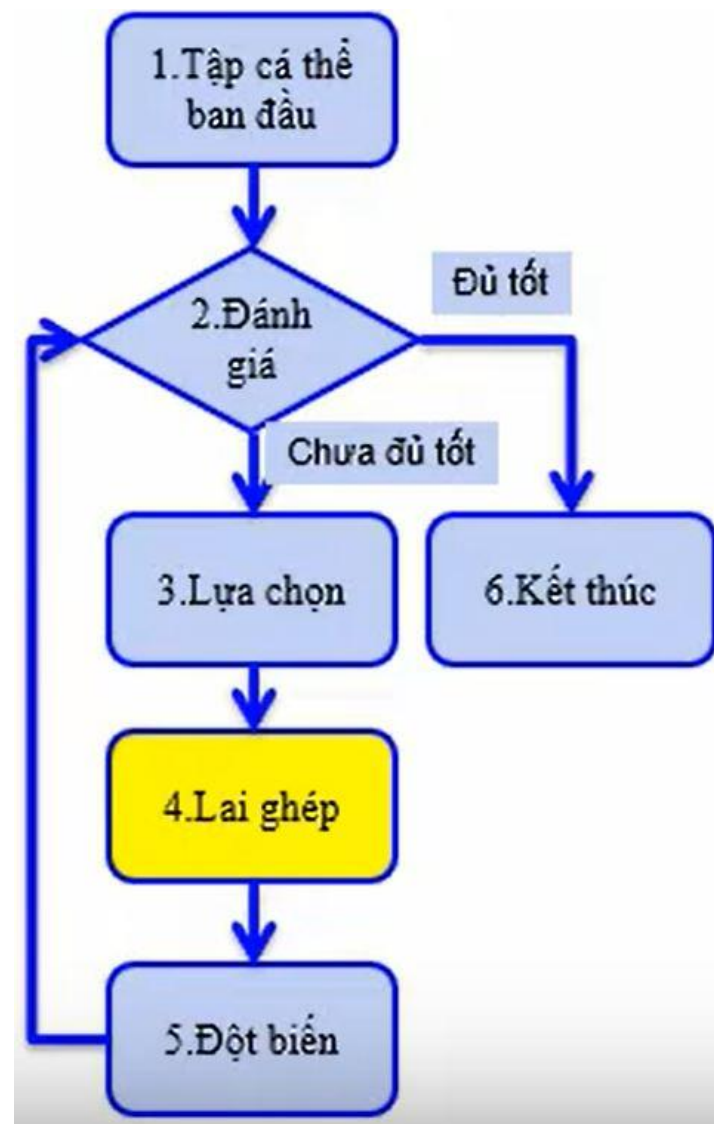 1.Tập cá thể
ban đầu
2.Đánh
giá
Đủ tốt
Chưa đủ tốt
3.Lựa chọn
6.Kết thúc
4.Lai ghép
5.Đột biến